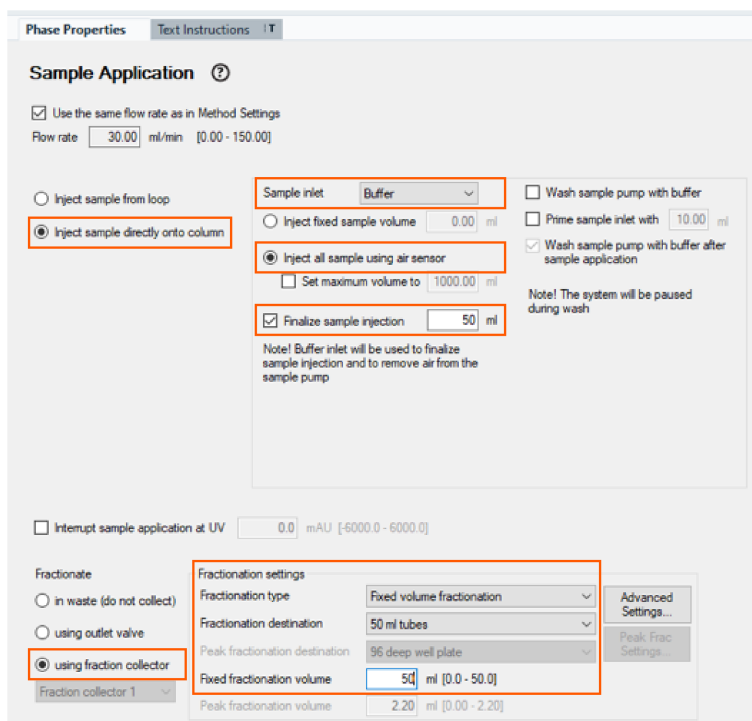 Phase Properties
Text Instructions T
Sample Application ?
Use the same flow rate as in Method Settings
Flow rate 30.00 ml/min [0.00 - 150.00]
Inject sample from loop
Inject sample directly onto column
Sample inlet Buffer
Inject fixed sample volume 0.00 ml
Inject all sample using air sensor
Set maximum volume to 1000.00 ml
Finalize sample injection 50 ml
Note! Buffer inlet will be used to finalize
sample injection and to remove air from the
sample pump
Wash sample pump with buffer
Prime sample inlet with 10.00 ml
Wash sample pump with buffer after
sample application
Note! The system will be paused
during wash
Interrupt sample application at UV 0.0 mAU [-6000.0 - 6000.0]
Fractionate
in waste (do not collect)
using outlet valve
using fraction collector
Fraction collector 1
Fractionation settings
Fractionation type Fixed volume fractionation
Fractionation destination 50 ml tubes
Peak fractionation destination 96 deep well plate
Fixed fractionation volume 50 ml [0.0 - 50.0]
Peak fractionation volume 2.20 ml [0.00 - 2.20]
Advanced
Settings...
Peak Frac
Settings...